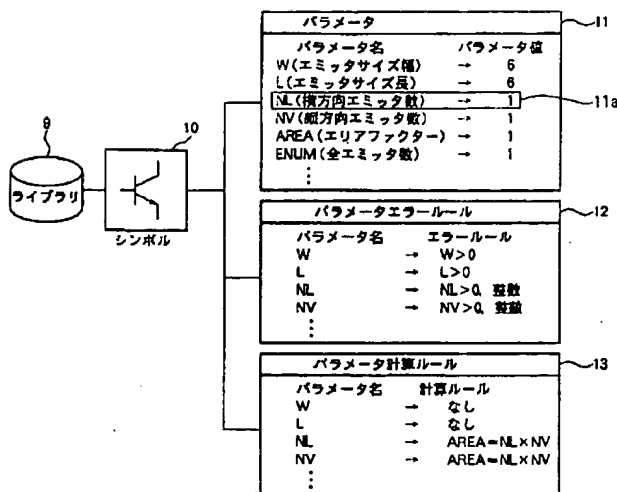 9
ライブラリ
10
シンボル
パラメータ
11
パラメータ名 パラメータ値
W(エミッタサイズ幅) → 6
L(エミッタサイズ長) → 6
NL(横方向エミッタ数) → 1
11a
NV(縦方向エミッタ数) → 1
AREA(エリアファクター) → 1
ENUM(全エミッタ数) → 1
⋮
パラメータエラールール
12
パラメータ名 エラールール
W → W>0
L → L>0
NL → NL>0, 整数
NV → NV>0, 整数
⋮
パラメータ計算ルール
13
パラメータ名 計算ルール
W → なし
L → なし
NL → AREA=NL×NV
NV → AREA=NL×NV
⋮